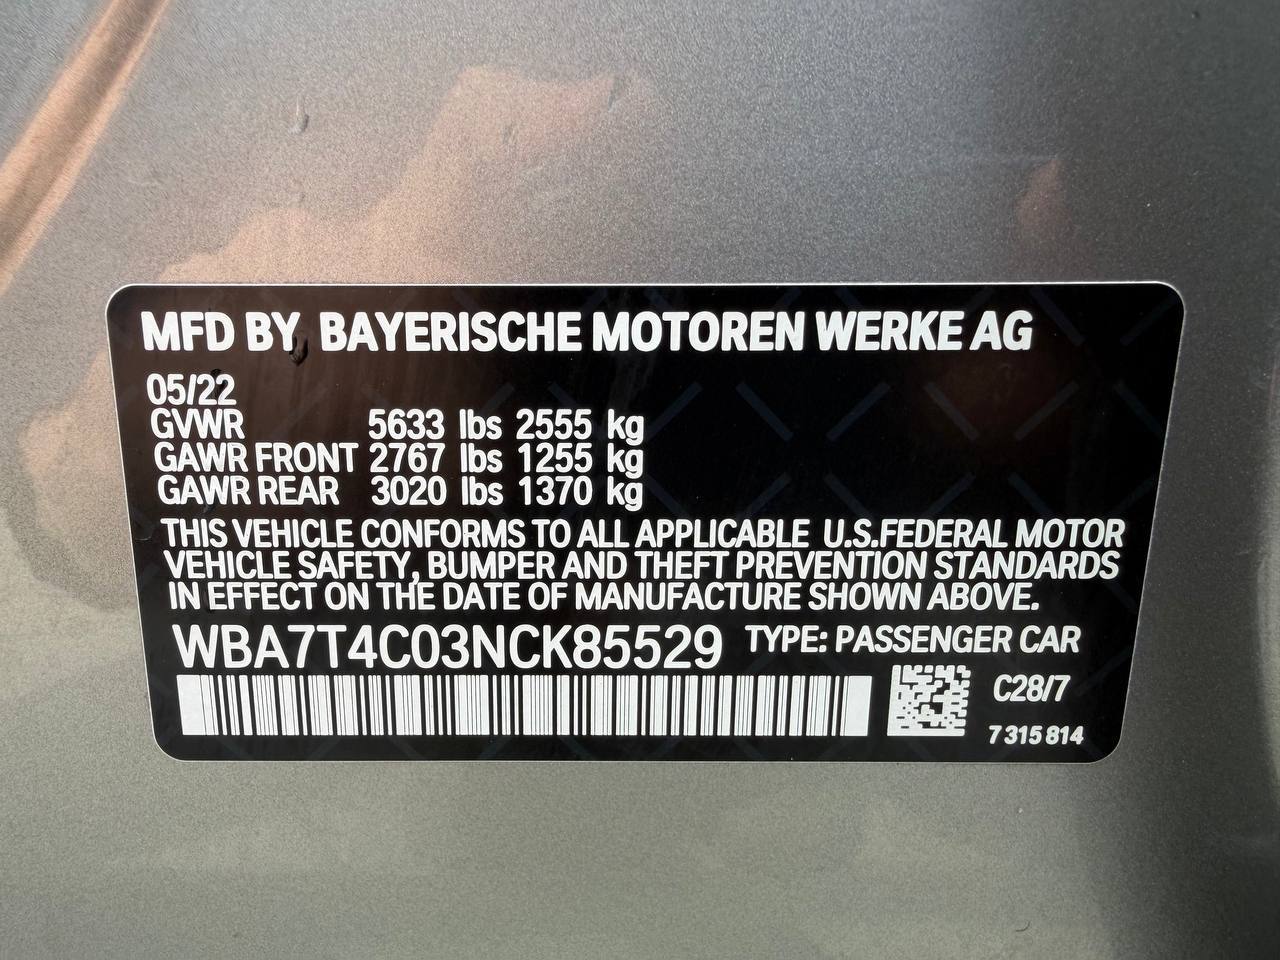 MFD BY BAYERISCHE MOTOREN WERKE AG
05/22
GVWR 5633 lbs 2555 kg
GAWR FRONT 2767 lbs 1255 kg
GAWR REAR 3020 lbs 1370 kg
THIS VEHICLE CONFORMS TO ALL APPLICABLE U.S.FEDERAL MOTOR
VEHICLE SAFETY, BUMPER AND THEFT PREVENTION STANDARDS
IN EFFECT ON THE DATE OF MANUFACTURE SHOWN ABOVE.
WBA7T4C03NCK85529 TYPE: PASSENGER CAR
C28/7
7 315 814